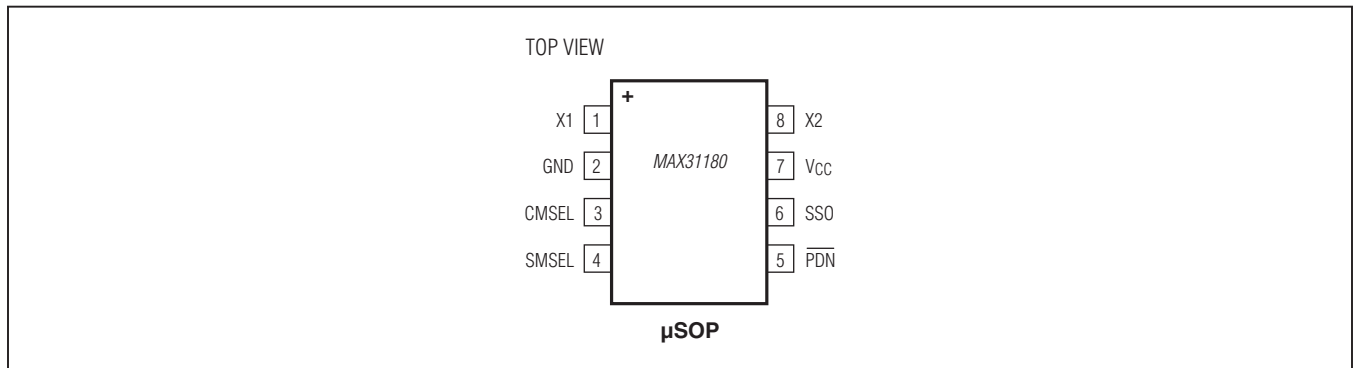 TOP VIEW
+
X1 1 8 X2
GND 2 MAX31180 7 VCC
CMSEL 3 6 SSO
SMSEL 4 5 PDN
µSOP